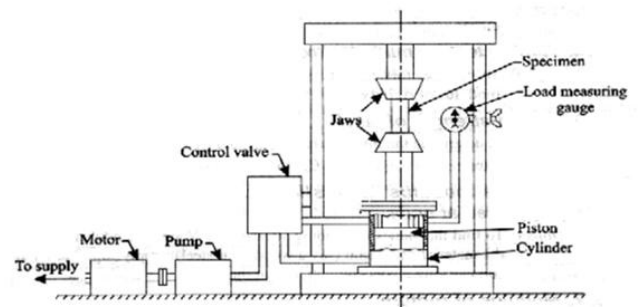 Specimen
Load measuring
gauge
Jaws
Control valve
Motor
Pump
Piston
Cylinder
To supply